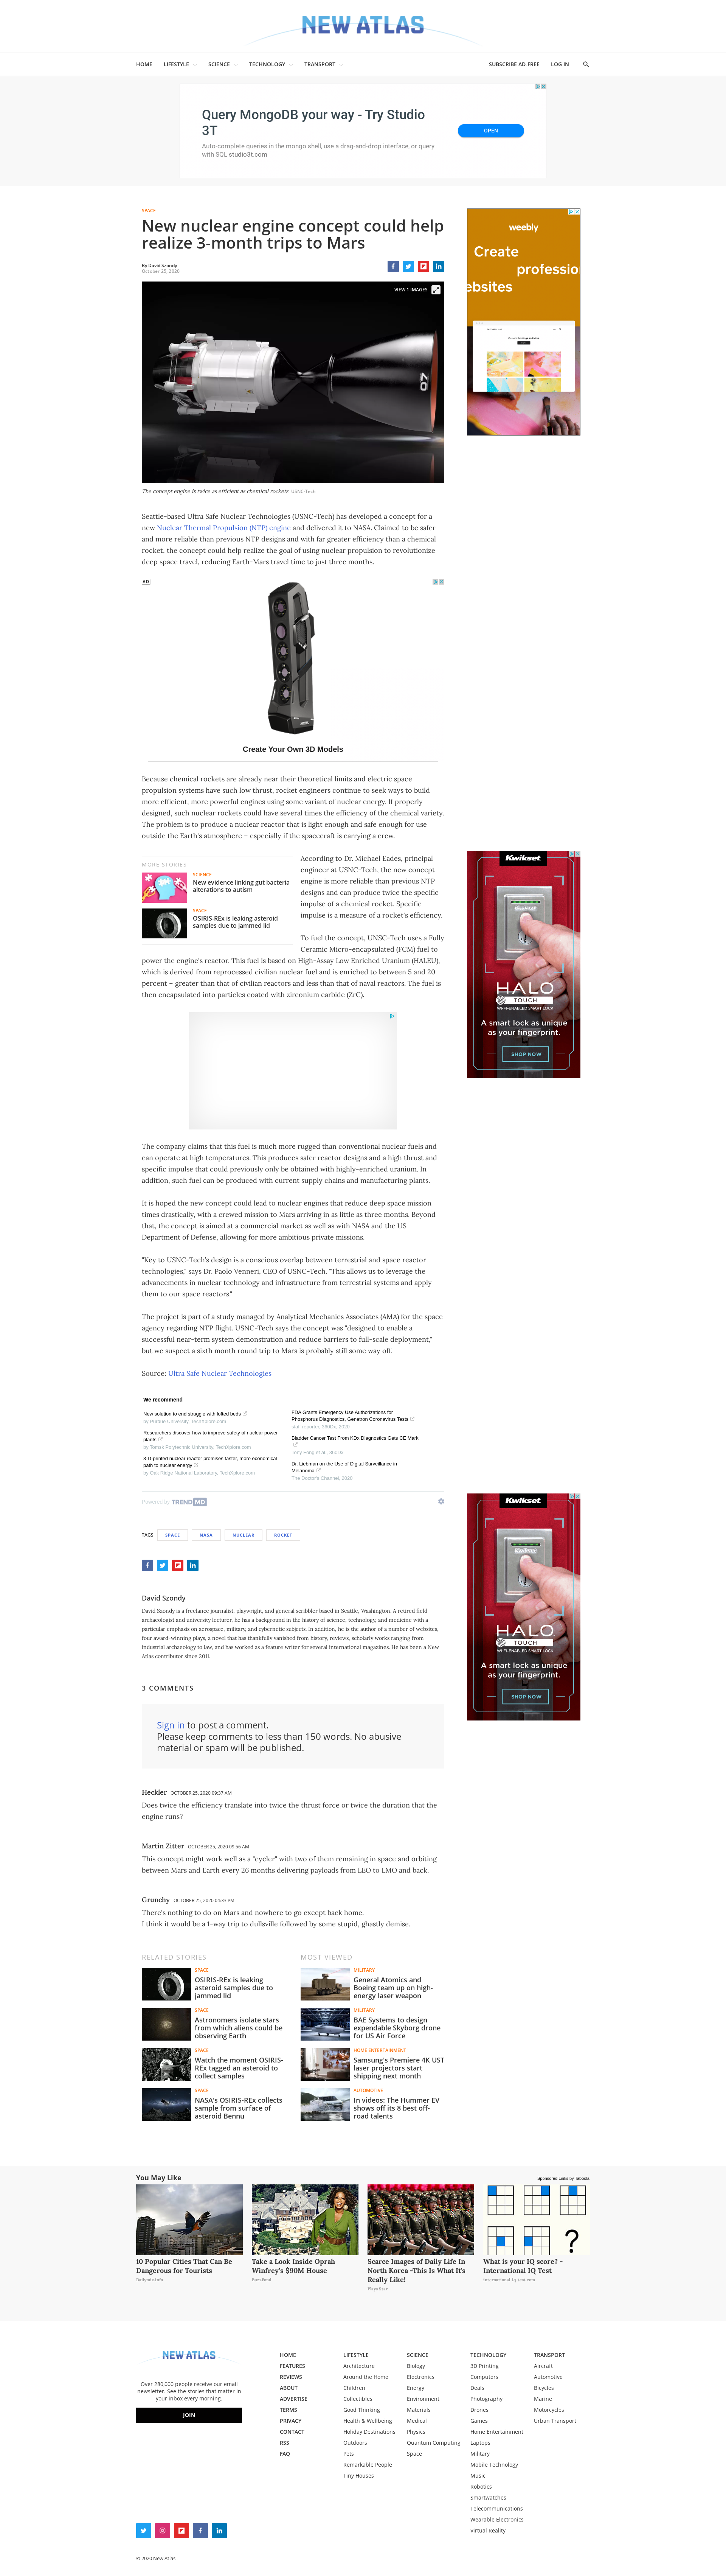 NEW ATLAS
HOME
LIFESTYLE
SCIENCE
TECHNOLOGY
TRANSPORT
SUBSCRIBE AD-FREE
LOG IN
Query MongoDB your way - Try Studio
3T
Auto-complete queries in the mongo shell, use a drag-and-drop interface, or query
with SQL studio3t.com
OPEN
SPACE
New nuclear engine concept could help
realize 3-month trips to Mars
By David Szondy
October 25, 2020
VIEW 1 IMAGES
The concept engine is twice as efficient as chemical rockets USNC-Tech
weebly
Create
profession
ebsites
Seattle-based Ultra Safe Nuclear Technologies (USNC-Tech) has developed a concept for a
new Nuclear Thermal Propulsion (NTP) engine and delivered it to NASA. Claimed to be safer
and more reliable than previous NTP designs and with far greater efficiency than a chemical
rocket, the concept could help realize the goal of using nuclear propulsion to revolutionize
deep space travel, reducing Earth-Mars travel time to just three months.
AD
Create Your Own 3D Models
Because chemical rockets are already near their theoretical limits and electric space
propulsion systems have such low thrust, rocket engineers continue to seek ways to build
more efficient, more powerful engines using some variant of nuclear energy. If properly
designed, such nuclear rockets could have several times the efficiency of the chemical variety.
The problem is to produce a nuclear reactor that is light enough and safe enough for use
outside the Earth's atmosphere – especially if the spacecraft is carrying a crew.
MORE STORIES
SCIENCE
New evidence linking gut bacteria
alterations to autism
SPACE
OSIRIS-REx is leaking asteroid
samples due to jammed lid
According to Dr. Michael Eades, principal
engineer at USNC-Tech, the new concept
engine is more reliable than previous NTP
designs and can produce twice the specific
impulse of a chemical rocket. Specific
impulse is a measure of a rocket's efficiency.
To fuel the concept, UNSC-Tech uses a Fully
Ceramic Micro-encapsulated (FCM) fuel to
power the engine's reactor. This fuel is based on High-Assay Low Enriched Uranium (HALEU),
which is derived from reprocessed civilian nuclear fuel and is enriched to between 5 and 20
percent – greater than that of civilian reactors and less than that of naval reactors. The fuel is
then encapsulated into particles coated with zirconium carbide (ZrC).
Kwikset
HALO
TOUCH
WI-FI-ENABLED SMART LOCK
A smart lock as unique
as your fingerprint.
SHOP NOW
The company claims that this fuel is much more rugged than conventional nuclear fuels and
can operate at high temperatures. This produces safer reactor designs and a high thrust and
specific impulse that could previously only be obtained with highly-enriched uranium. In
addition, such fuel can be produced with current supply chains and manufacturing plants.
It is hoped the new concept could lead to nuclear engines that reduce deep space mission
times drastically, with a crewed mission to Mars arriving in as little as three months. Beyond
that, the concept is aimed at a commercial market as well as with NASA and the US
Department of Defense, allowing for more ambitious private missions.
"Key to USNC-Tech's design is a conscious overlap between terrestrial and space reactor
technologies," says Dr. Paolo Venneri, CEO of USNC-Tech. "This allows us to leverage the
advancements in nuclear technology and infrastructure from terrestrial systems and apply
them to our space reactors."
The project is part of a study managed by Analytical Mechanics Associates (AMA) for the space
agency regarding NTP flight. USNC-Tech says the concept was "designed to enable a
successful near-term system demonstration and reduce barriers to full-scale deployment,"
but we suspect a sixth month round trip to Mars is probably still some way off.
Source: Ultra Safe Nuclear Technologies
We recommend
New solution to end struggle with lofted beds
by Purdue University, TechXplore.com
Researchers discover how to improve safety of nuclear power
plants
by Tomsk Polytechnic University, TechXplore.com
3-D-printed nuclear reactor promises faster, more economical
path to nuclear energy
by Oak Ridge National Laboratory, TechXplore.com
FDA Grants Emergency Use Authorizations for
Phosphorus Diagnostics, Genetron Coronavirus Tests
staff reporter, 360Dx, 2020
Bladder Cancer Test From KDx Diagnostics Gets CE Mark
Tony Fong et al., 360Dx
Dr. Liebman on the Use of Digital Surveillance in
Melanoma
The Doctor's Channel, 2020
Powered by TREND MD
TAGS
SPACE
NASA
NUCLEAR
ROCKET
Kwikset
HALO
TOUCH
WI-FI-ENABLED SMART LOCK
A smart lock as unique
as your fingerprint.
SHOP NOW
David Szondy
David Szondy is a freelance journalist, playwright, and general scribbler based in Seattle, Washington. A retired field
archaeologist and university lecturer, he has a background in the history of science, technology, and medicine with a
particular emphasis on aerospace, military, and cybernetic subjects. In addition, he is the author of a number of websites,
four award-winning plays, a novel that has thankfully vanished from history, reviews, scholarly works ranging from
industrial archaeology to law, and has worked as a feature writer for several international magazines. He has been a New
Atlas contributor since 2011.
3 COMMENTS
Sign in to post a comment.
Please keep comments to less than 150 words. No abusive
material or spam will be published.
Heckler OCTOBER 25, 2020 09:37 AM
Does twice the efficiency translate into twice the thrust force or twice the duration that the
engine runs?
Martin Zitter OCTOBER 25, 2020 09:56 AM
This concept might work well as a "cycler" with two of them remaining in space and orbiting
between Mars and Earth every 26 months delivering payloads from LEO to LMO and back.
Grunchy OCTOBER 25, 2020 04:33 PM
There's nothing to do on Mars and nowhere to go except back home.
I think it would be a 1-way trip to dullsville followed by some stupid, ghastly demise.
RELATED STORIES
SPACE
OSIRIS-REx is leaking
asteroid samples due to
jammed lid
SPACE
Astronomers isolate stars
from which aliens could be
observing Earth
SPACE
Watch the moment OSIRIS-
REx tagged an asteroid to
collect samples
SPACE
NASA's OSIRIS-REx collects
sample from surface of
asteroid Bennu
MOST VIEWED
MILITARY
General Atomics and
Boeing team up on high-
energy laser weapon
MILITARY
BAE Systems to design
expendable Skyborg drone
for US Air Force
HOME ENTERTAINMENT
Samsung's Premiere 4K UST
laser projectors start
shipping next month
AUTOMOTIVE
In videos: The Hummer EV
shows off its 8 best off-
road talents
You May Like
Sponsored Links by Taboola
10 Popular Cities That Can Be
Dangerous for Tourists
Dailymin.info
Take a Look Inside Oprah
Winfrey's $90M House
Mansfeed
Scarce Images of Daily Life In
North Korea -This Is What It's
Really Like!
Plays Star
?
What is your IQ score? -
International IQ Test
international-iq-test.com
NEW ATLAS
Over 280,000 people receive our email
newsletter. See the stories that matter in
your inbox every morning.
JOIN
HOME
FEATURES
REVIEWS
ABOUT
ADVERTISE
TERMS
PRIVACY
CONTACT
RSS
FAQ
LIFESTYLE
Architecture
Around the Home
Children
Collectibles
Good Thinking
Health & Wellbeing
Holiday Destinations
Outdoors
Pets
Remarkable People
Tiny Houses
SCIENCE
Biology
Electronics
Energy
Environment
Materials
Medical
Physics
Quantum Computing
Space
TECHNOLOGY
3D Printing
Computers
Deals
Photography
Drones
Games
Home Entertainment
Laptops
Military
Mobile Technology
Music
Robotics
Smartwatches
Telecommunications
Wearable Electronics
Virtual Reality
TRANSPORT
Aircraft
Automotive
Bicycles
Marine
Motorcycles
Urban Transport
© 2020 New Atlas